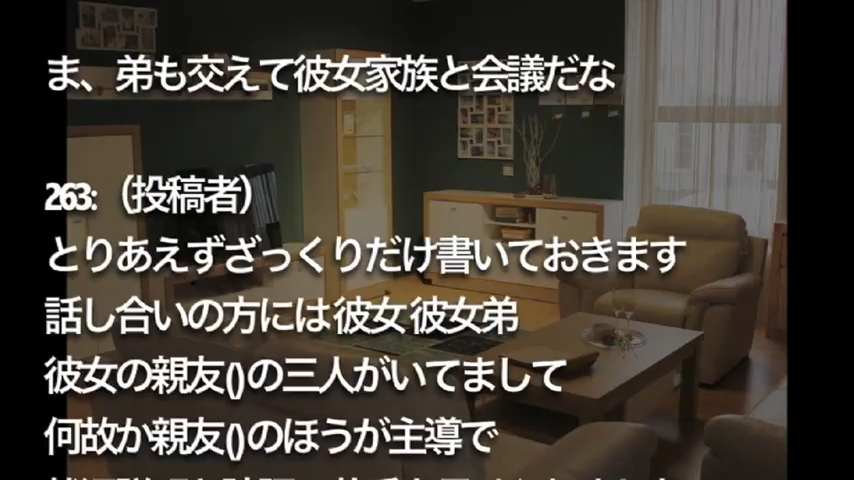 ま、弟も交えて彼女家族と会議だな
263: （投稿者）
とりあえずざっくりだけ書いておきます
話し合いの方には 彼女 彼女弟
彼女の親友()の三人がいてまして
何故か親友()のほうが主導で